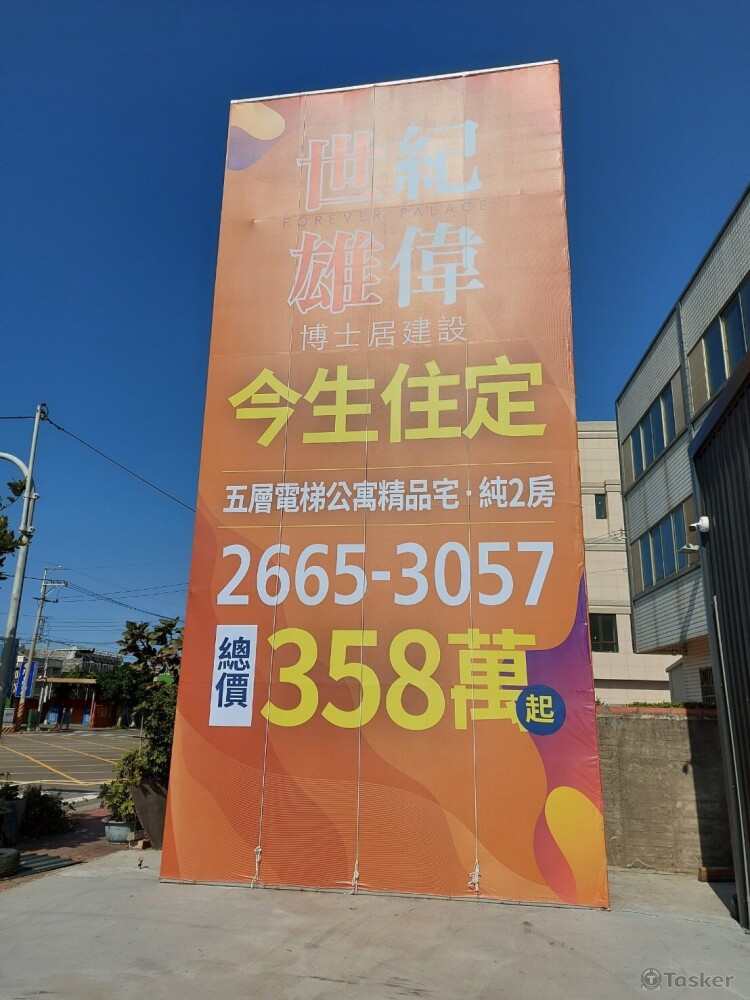 世紀
FOREVER PALACE
雄偉
博士居建設
今生住定
五層電梯公寓精品宅·純2房
2665-3057
總價
358萬起
Tasker